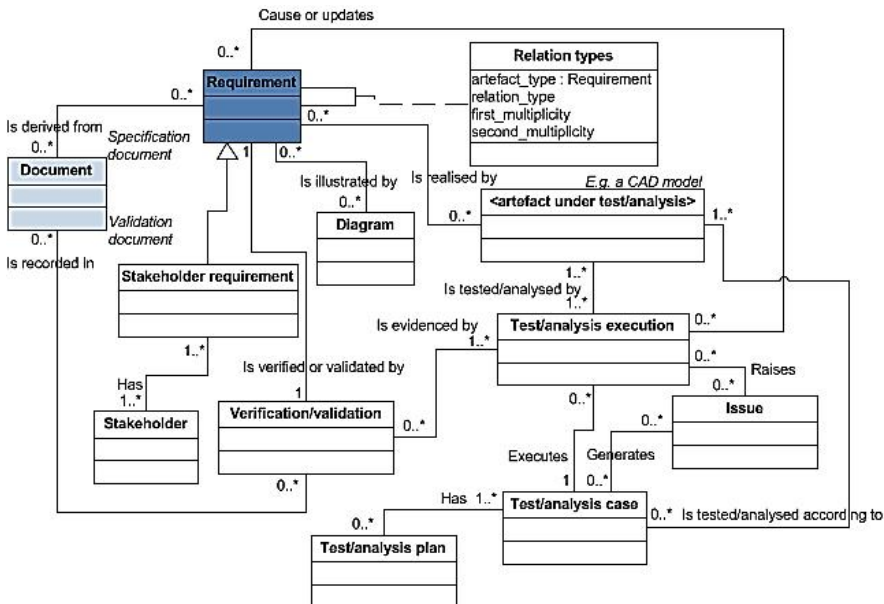 Cause or updates
0..*
Relation types
Requirement
artefact_type : Requirement
relation_type
first_multiplicity
second_multiplicity
0..*
0..*
Is derived from
0..*
Specification
document
1
0..*
Document
Is illustrated by
Is realised by
E.g. a CAD model
0..*
0..*
<artefact under test/analysis>
1..*
Validation
document
Diagram
0..*
Is recorded in
Stakeholder requirement
1..*
Is tested/analysed by
1..*
Is evidenced by
Test/analysis execution
0..*
1..*
1..*
0..*
Raises
Is verified or validated by
Has
1..*
1
0..*
0..*
Stakeholder
Verification/validation
Issue
0..*
0..*
Executes
Generates
0..*
1
0..*
Has
1..*
Test/analysis case
0..*
Is tested/analysed according to
0..*
Test/analysis plan